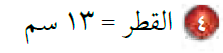 ٤ القطر = ١٣ سم